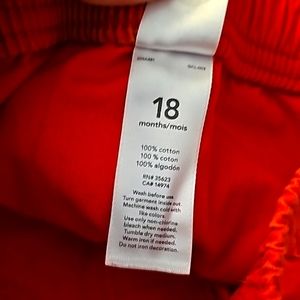 18
months/mois
100% cotton
100 % coton
100% algodón
RN# 35623
CA# 14974
Wash before use.
Turn garment inside out.
Machine wash cold with
like colors.
Use only non-chlorine
bleach when needed.
Tumble dry medium.
Warm iron if needed.
Do not iron decoration.